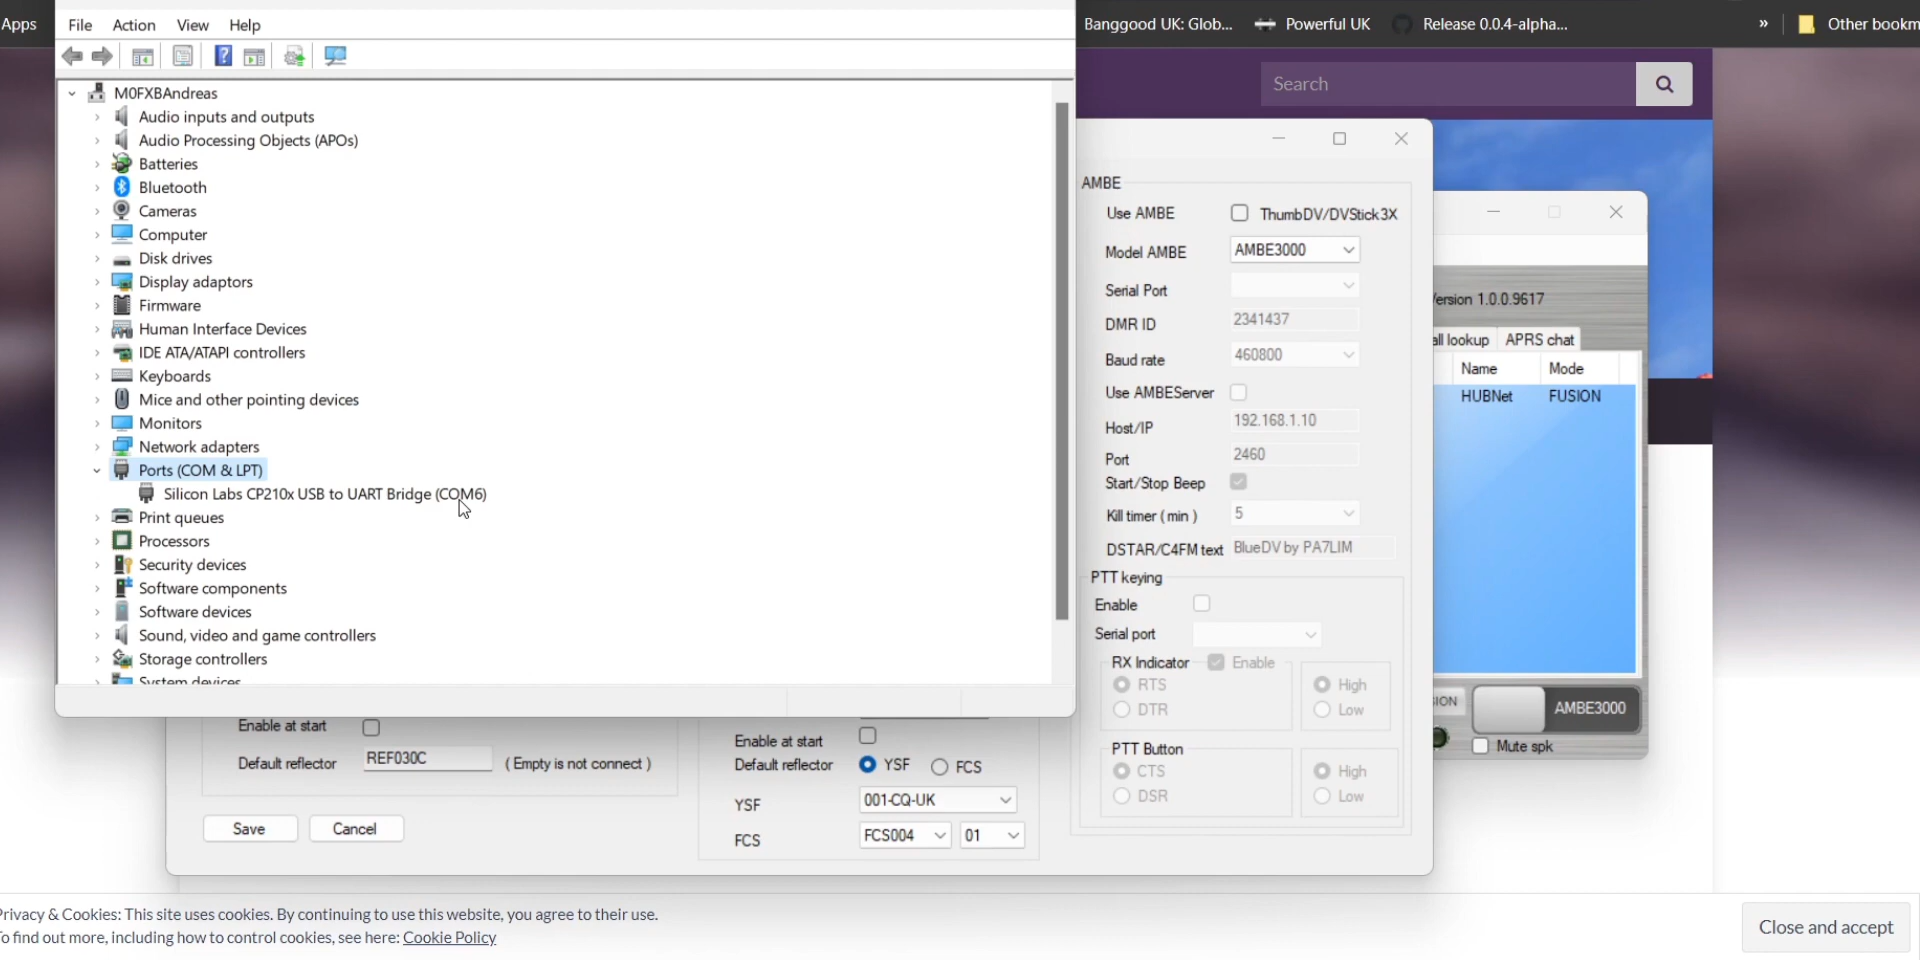 Apps
Banggood UK: Glob...
Powerful UK
Release 0.0.4-alpha...
»
Other bookm
File Action View Help
M0FXBAndreas
Audio inputs and outputs
Audio Processing Objects (APOs)
Batteries
Bluetooth
Cameras
Computer
Disk drives
Display adaptors
Firmware
Human Interface Devices
IDE ATA/ATAPI controllers
Keyboards
Mice and other pointing devices
Monitors
Network adapters
Ports (COM & LPT)
Silicon Labs CP210x USB to UART Bridge (COM6)
Print queues
Processors
Security devices
Software components
Software devices
Sound, video and game controllers
Storage controllers
System devices
Search
AMBE
Use AMBE ThumbDV/DVStick3X
Model AMBE AMBE3000
Serial Port
DMR ID 2341437
Baud rate 460800
Use AMBEServer
Host/IP 192.168.1.10
Port 2460
Start/Stop Beep
Kill timer ( min ) 5
DSTAR/C4FM text BlueDV by PA7LIM
PTT keying
Enable
Serial port
RX Indicator Enable
RTS High
DTR Low
PTT Button
CTS High
DSR Low
Version 1.0.0.9617
all lookup APRS chat
Name Mode
HUBNet FUSION
ION AMBE3000
Mute spk
Enable at start
Default reflector REF030C ( Empty is not connect )
Save Cancel
Enable at start
Default reflector YSF FCS
YSF 001-CQ-UK
FCS FCS004 01
Privacy & Cookies: This site uses cookies. By continuing to use this website, you agree to their use.
To find out more, including how to control cookies, see here: Cookie Policy
Close and accept